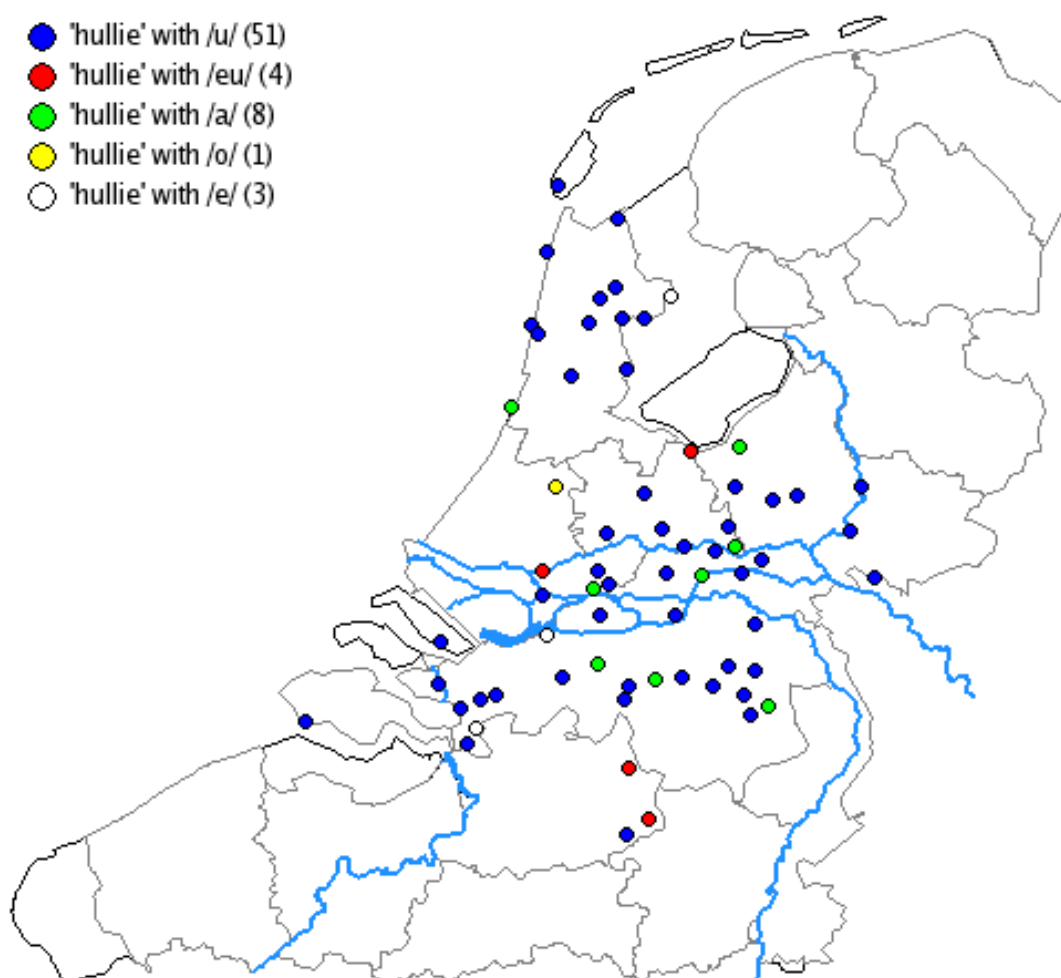 'hullie' with /u/ (51)
'hullie' with /eu/ (4)
'hullie' with /a/ (8)
'hullie' with /o/ (1)
'hullie' with /e/ (3)